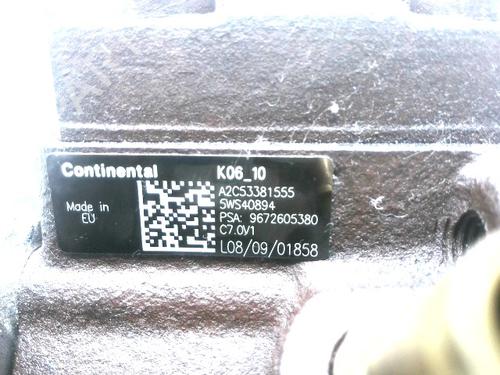 Continental
K06_10
Made in
EU
A2C53381555
5WS40894
PSA: 9672605380
C7.0V1
L08/09/01858